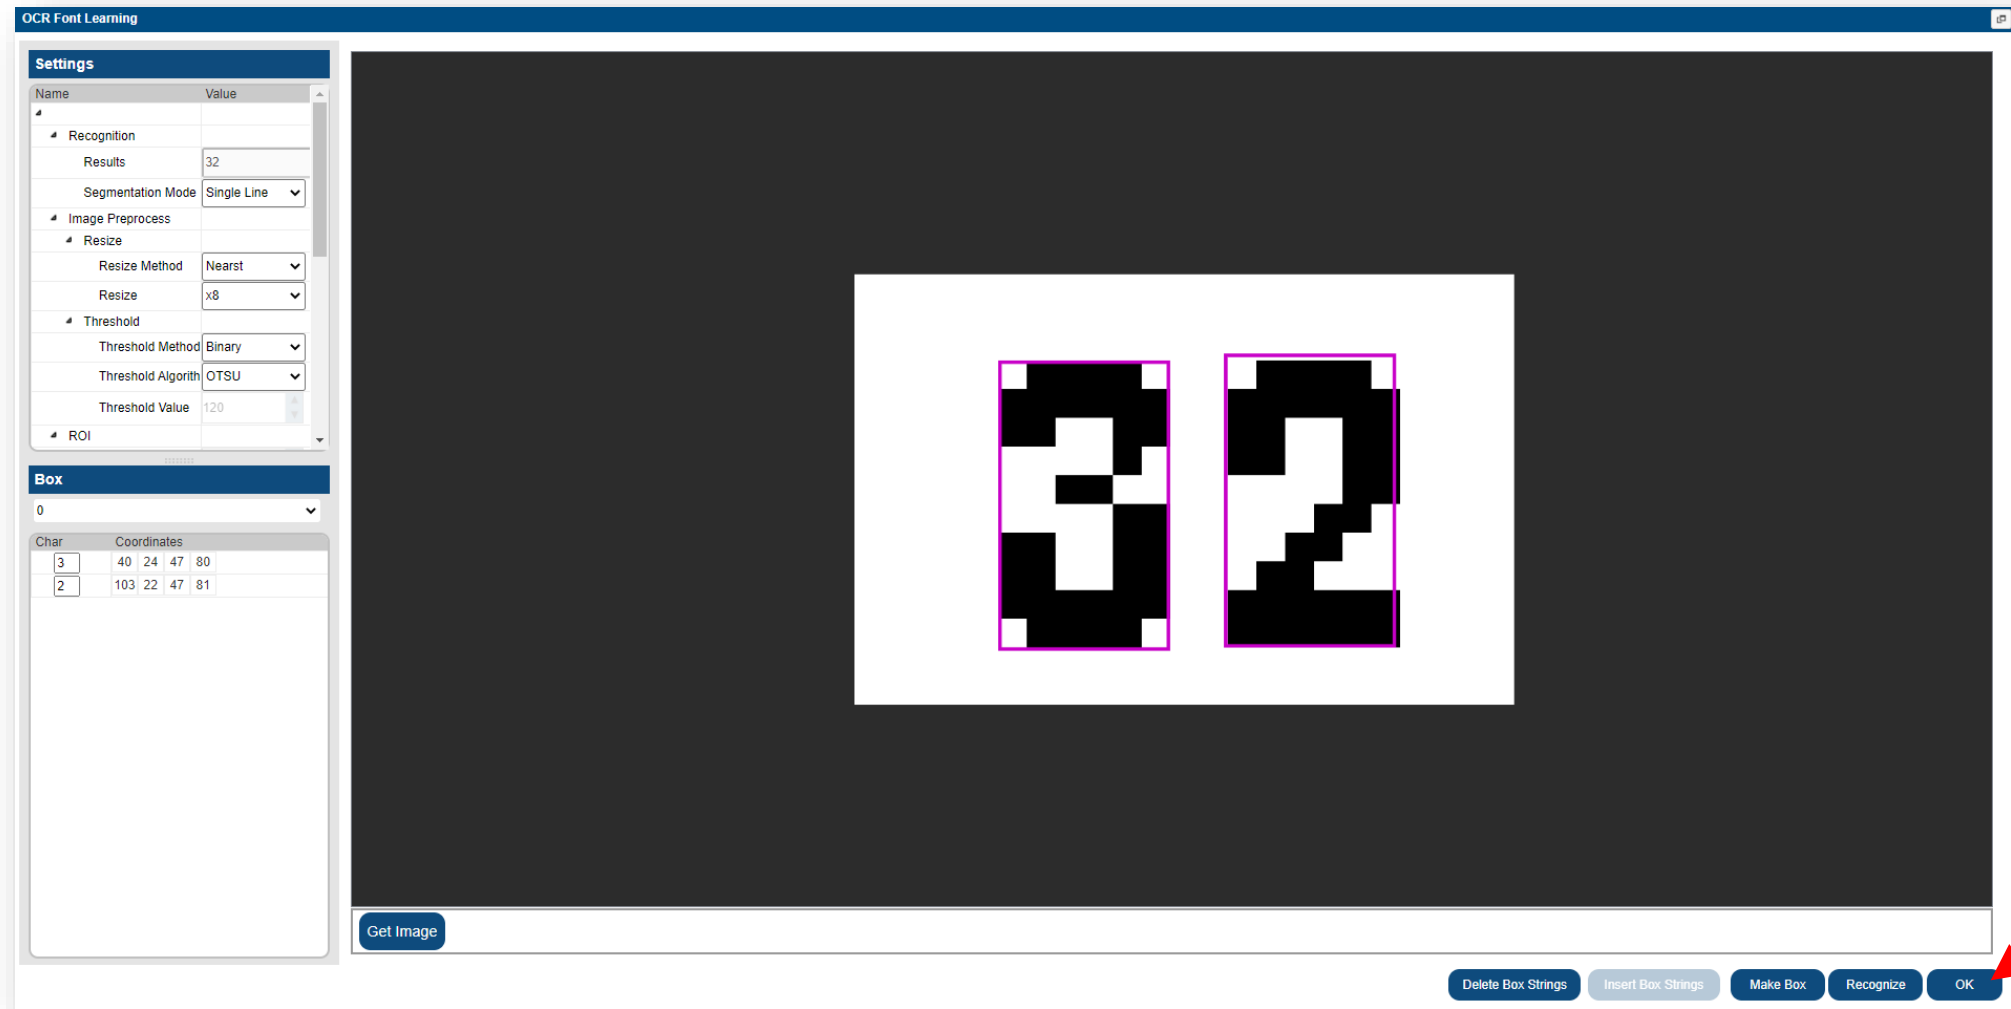 OCR Font Learning
Settings
Name Value
Recognition
Results 32
Segmentation Mode Single Line
Image Preprocess
Resize
Resize Method Nearst
Resize x8
Threshold
Threshold Method Binary
Threshold Algorith OTSU
Threshold Value 120
ROI
Box
0
Char Coordinates
3 40 24 47 80
2 103 22 47 81
32
Get Image
Delete Box Strings Insert Box Strings Make Box Recognize OK